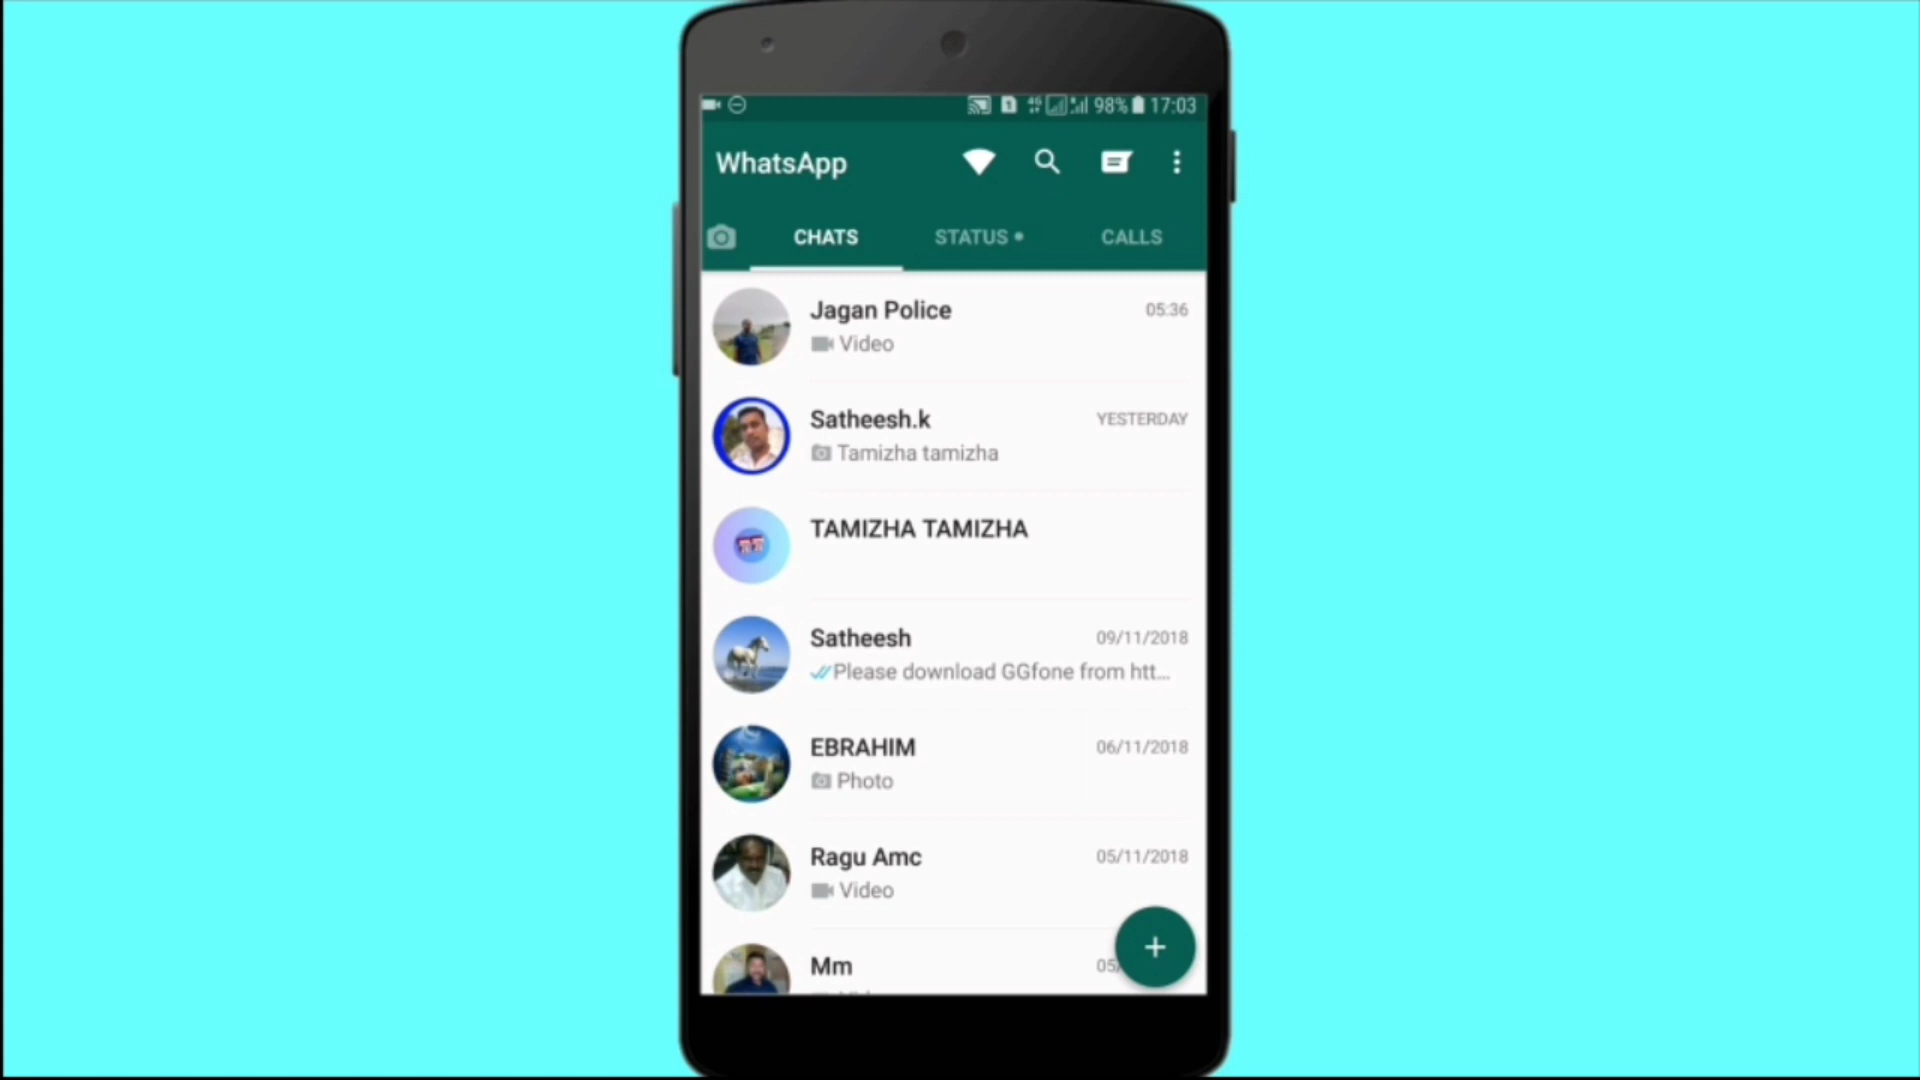 4G 98% 17:03
WhatsApp
CHATS STATUS CALLS
Jagan Police 05:36
Video
Satheesh.k YESTERDAY
Tamizha tamizha
TAMIZHA TAMIZHA
Satheesh 09/11/2018
Please download GGfone from htt...
EBRAHIM 06/11/2018
Photo
Ragu Amc 05/11/2018
Video
Mm 05